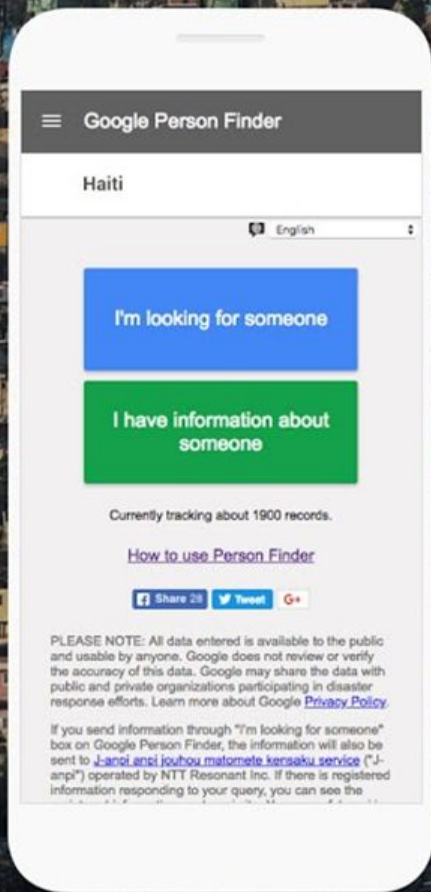 Google Person Finder
Haiti
English
I'm looking for someone
I have information about
someone
Currently tracking about 1900 records.
How to use Person Finder
Share 28 Tweet G+
PLEASE NOTE: All data entered is available to the public
and usable by anyone. Google does not review or verify
the accuracy of this data. Google may share the data with
public and private organizations participating in disaster
response efforts. Learn more about Google Privacy Policy.
If you send information through "I'm looking for someone"
box on Google Person Finder, the information will also be
sent to J-anpi anpi jouhou matomete kensaku service ("J-
anpi") operated by NTT Resonant Inc. If there is registered
information responding to your query, you can see the